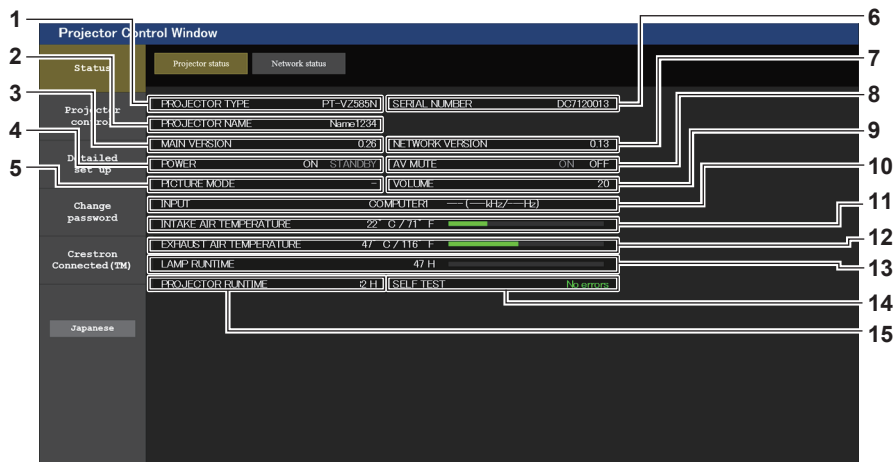 Projector Control Window
Status
Projector status
Network status
Projector control
Detailed set up
Change password
Crestron Connected(TM)
Japanese
PROJECTOR TYPE PT-VZ585N
SERIAL NUMBER DC7120013
PROJECTOR NAME Name1234
MAIN VERSION 0.26
NETWORK VERSION 0.13
POWER ON STANDBY
AV MUTE ON OFF
PICTURE MODE -
VOLUME 20
INPUT COMPUTER1 ---(---kHz/---Hz)
INTAKE AIR TEMPERATURE 22° C / 71° F
EXHAUST AIR TEMPERATURE 47° C / 116° F
LAMP RUNTIME 47 H
PROJECTOR RUNTIME H
SELF TEST No errors
1
2
3
4
5
6
7
8
9
10
11
12
13
14
15